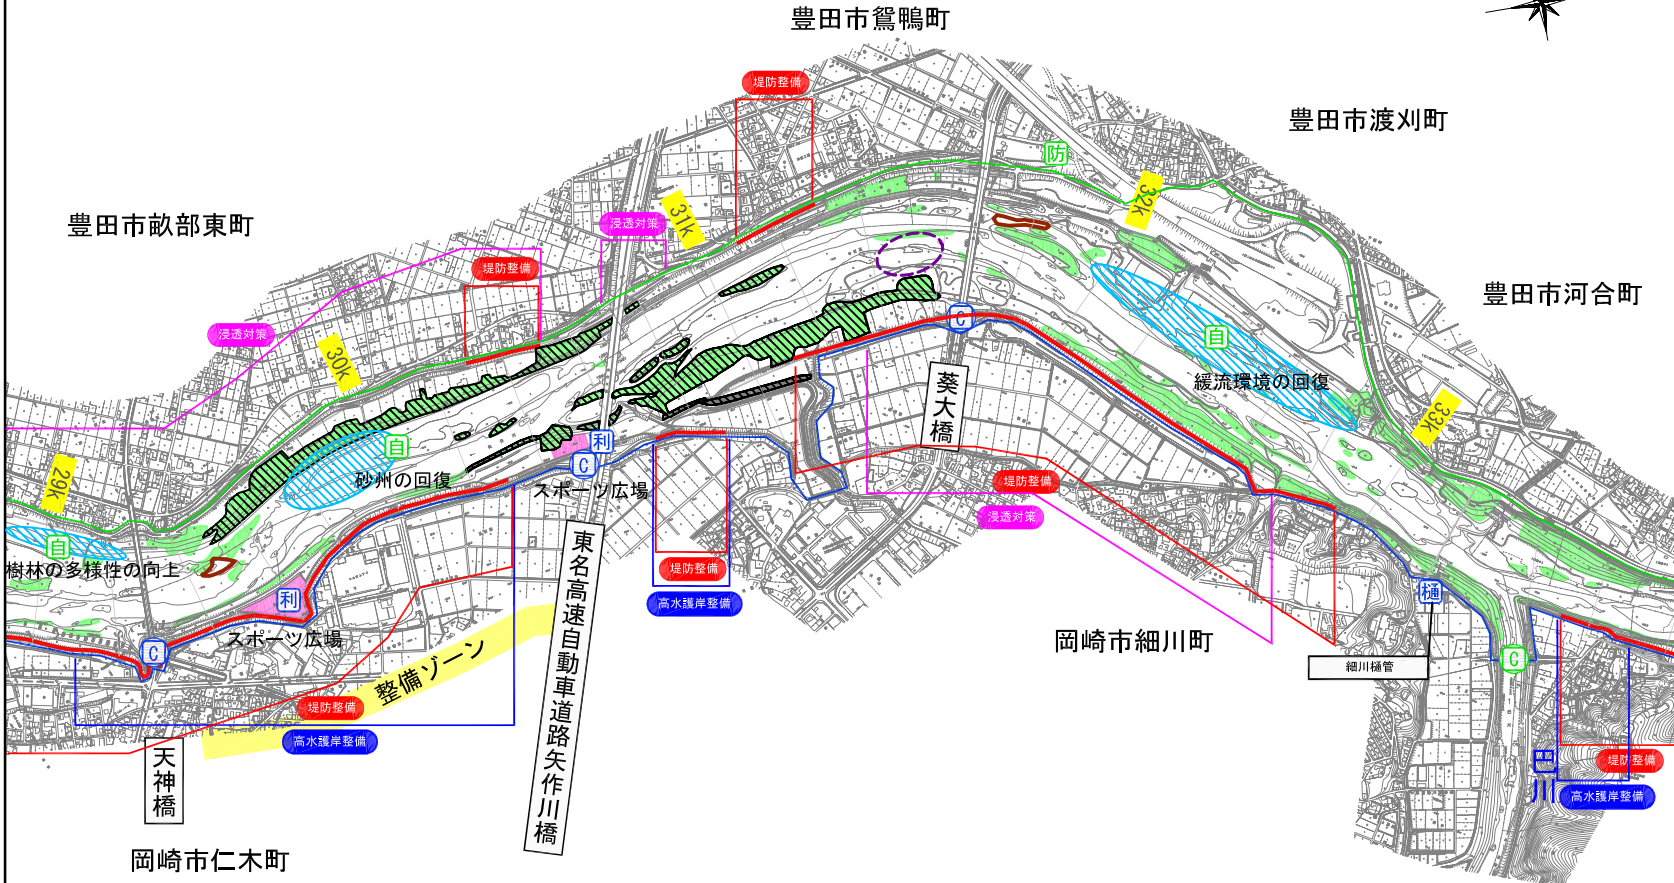 豊田市鴛鴨町
堤防整備
豊田市渡刈町
防
32k
豊田市畝部東町
浸透対策
31k
堤防整備
豊田市河合町
浸透対策
30k
C
自
緩流環境の回復
葵大橋
33k
自
砂州の回復
利
C
スポーツ広場
29k
堤防整備
浸透対策
自
樹林の多様性の向上
東名高速自動車道路矢作川橋
堤防整備
高水護岸整備
利
スポーツ広場
樋
岡崎市細川町
細川樋管
C
C
整備ゾーン
堤防整備
高水護岸整備
天神橋
巴川
堤防整備
高水護岸整備
岡崎市仁木町